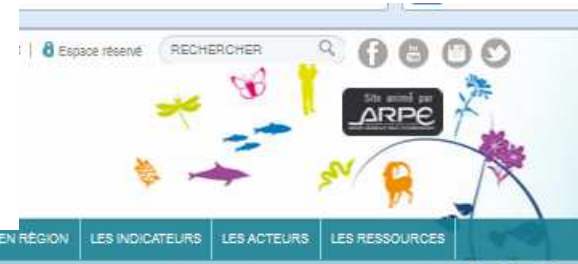 | Espace réservé RECHERCHER
Site animé par
ARPE
EN RÉGION LES INDICATEURS LES ACTEURS LES RESSOURCES